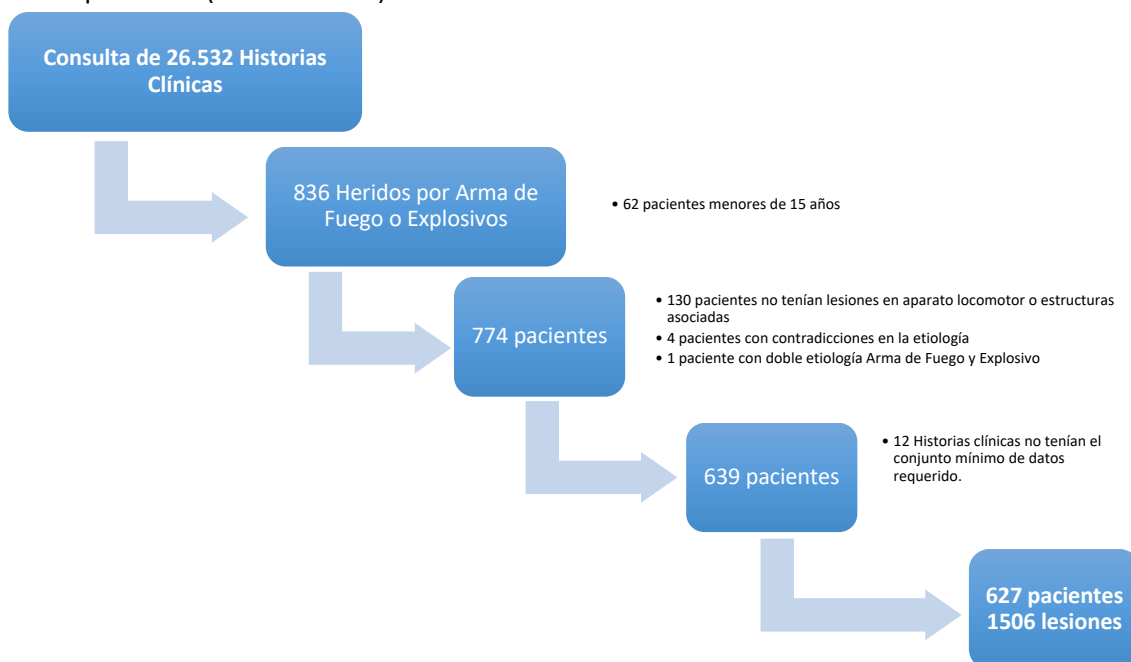 Consulta de 26.532 Historias
Clínicas
836 Heridos por Arma de
Fuego o Explosivos
• 62 pacientes menores de 15 años
774 pacientes
• 130 pacientes no tenían lesiones en aparato locomotor o estructuras
asociadas
• 4 pacientes con contradicciones en la etiología
• 1 paciente con doble etiología Arma de Fuego y Explosivo
639 pacientes
• 12 Historias clínicas no tenían el
conjunto mínimo de datos
requerido.
627 pacientes
1506 lesiones